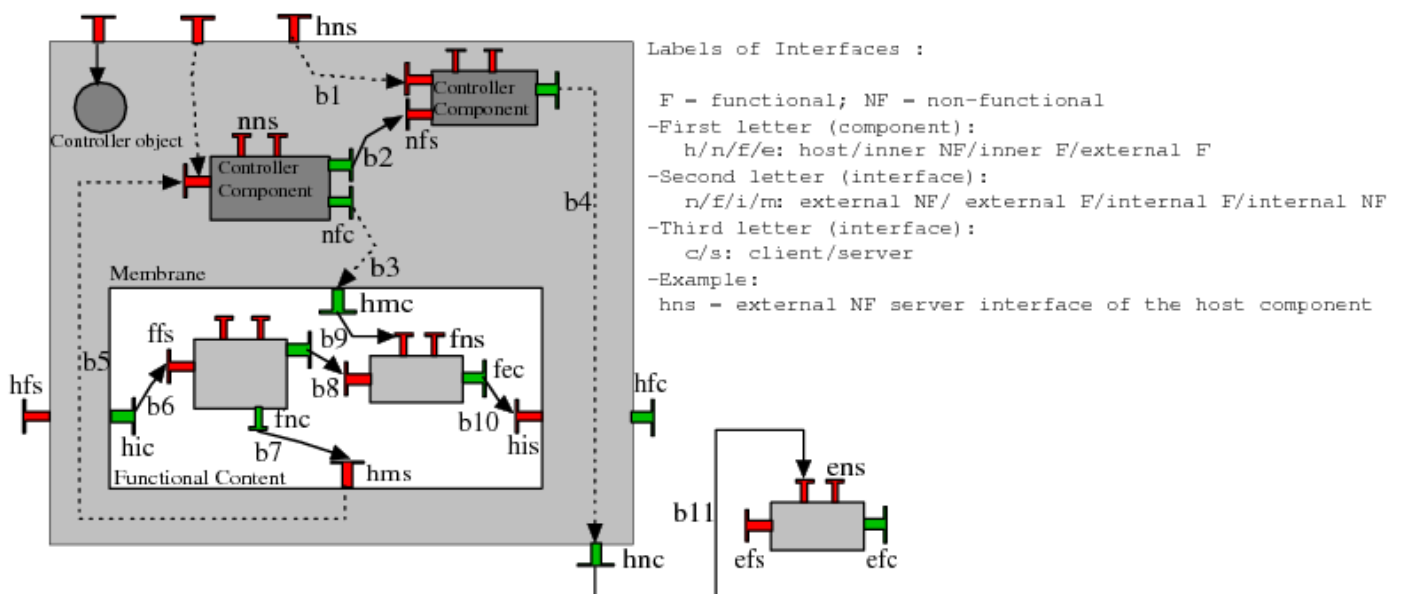 hns
Labels of Interfaces :
Controller
Component
b1
F - functional; NF - non-functional
-First letter (component):
nns
Controller object
b2
nfs
h/n/f/e: host/inner NF/inner F/external F
Controller
Component
-Second letter (interface):
b4
n/f/i/m: external NF/ external F/internal F/internal NF
nfc
-Third letter (interface):
c/s: client/server
b3
Membrane
-Example:
hmc
hns - external NF server interface of the host component
ffs
b9
fns
b5
fec
hfs
b8
hfc
b6
fnc
b10
hic
b7
his
Functional Content
hms
ens
b11
efs
efc
hnc